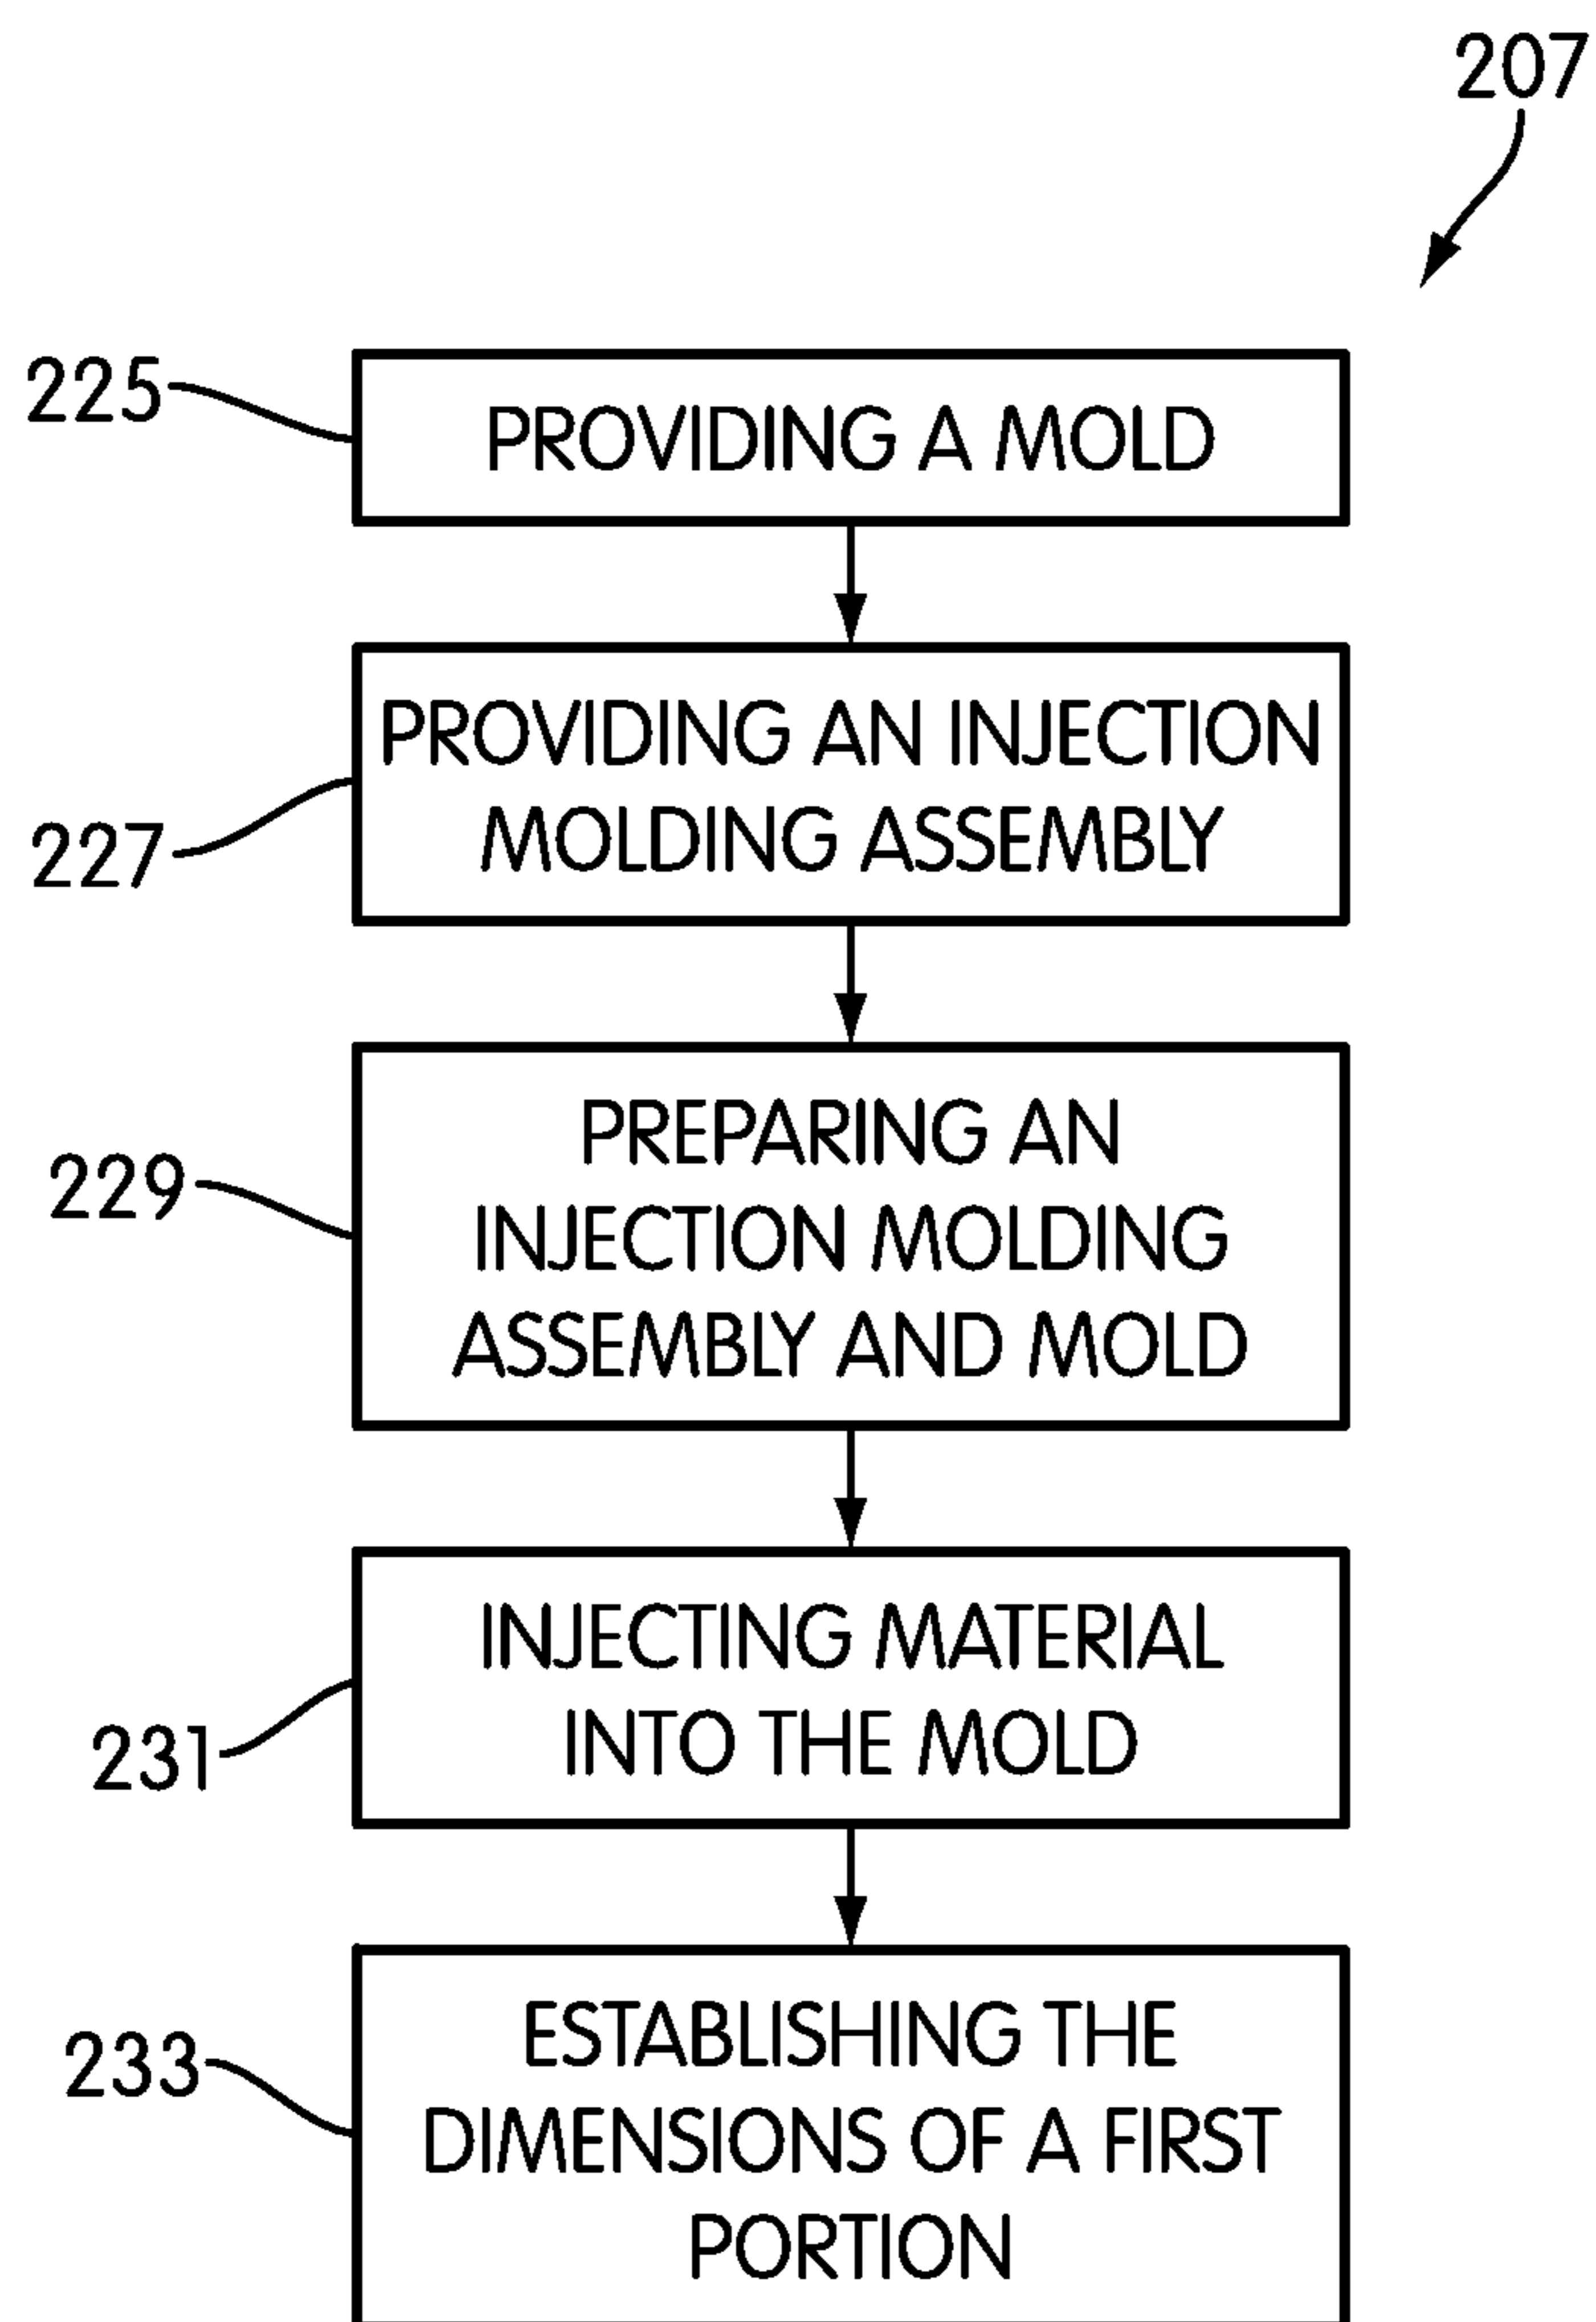 207
225
PROVIDING A MOLD
PROVIDING AN INJECTION
MOLDING ASSEMBLY
227
PREPARING AN
229
INJECTION MOLDING
ASSEMBLY AND MOLD
INJECTING MATERIAL
INTO THE MOLD
231
ESTABLISHING THE
233
DIMENSIONS OF A FIRST
PORTION